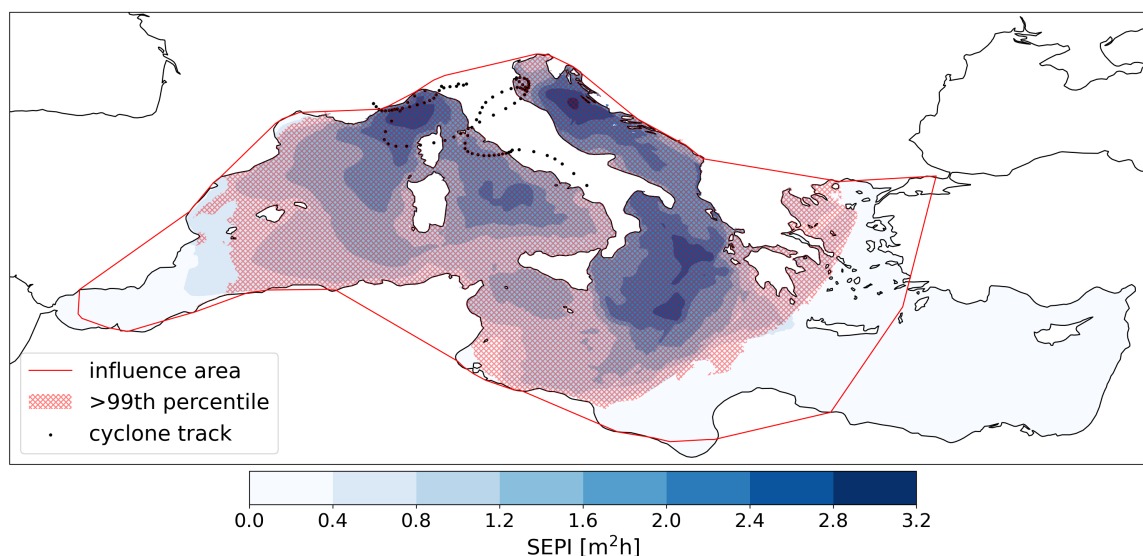 influence area
>99th percentile
cyclone track
0.0 0.4 0.8 1.2 1.6 2.0 2.4 2.8 3.2
SEPI [m²h]